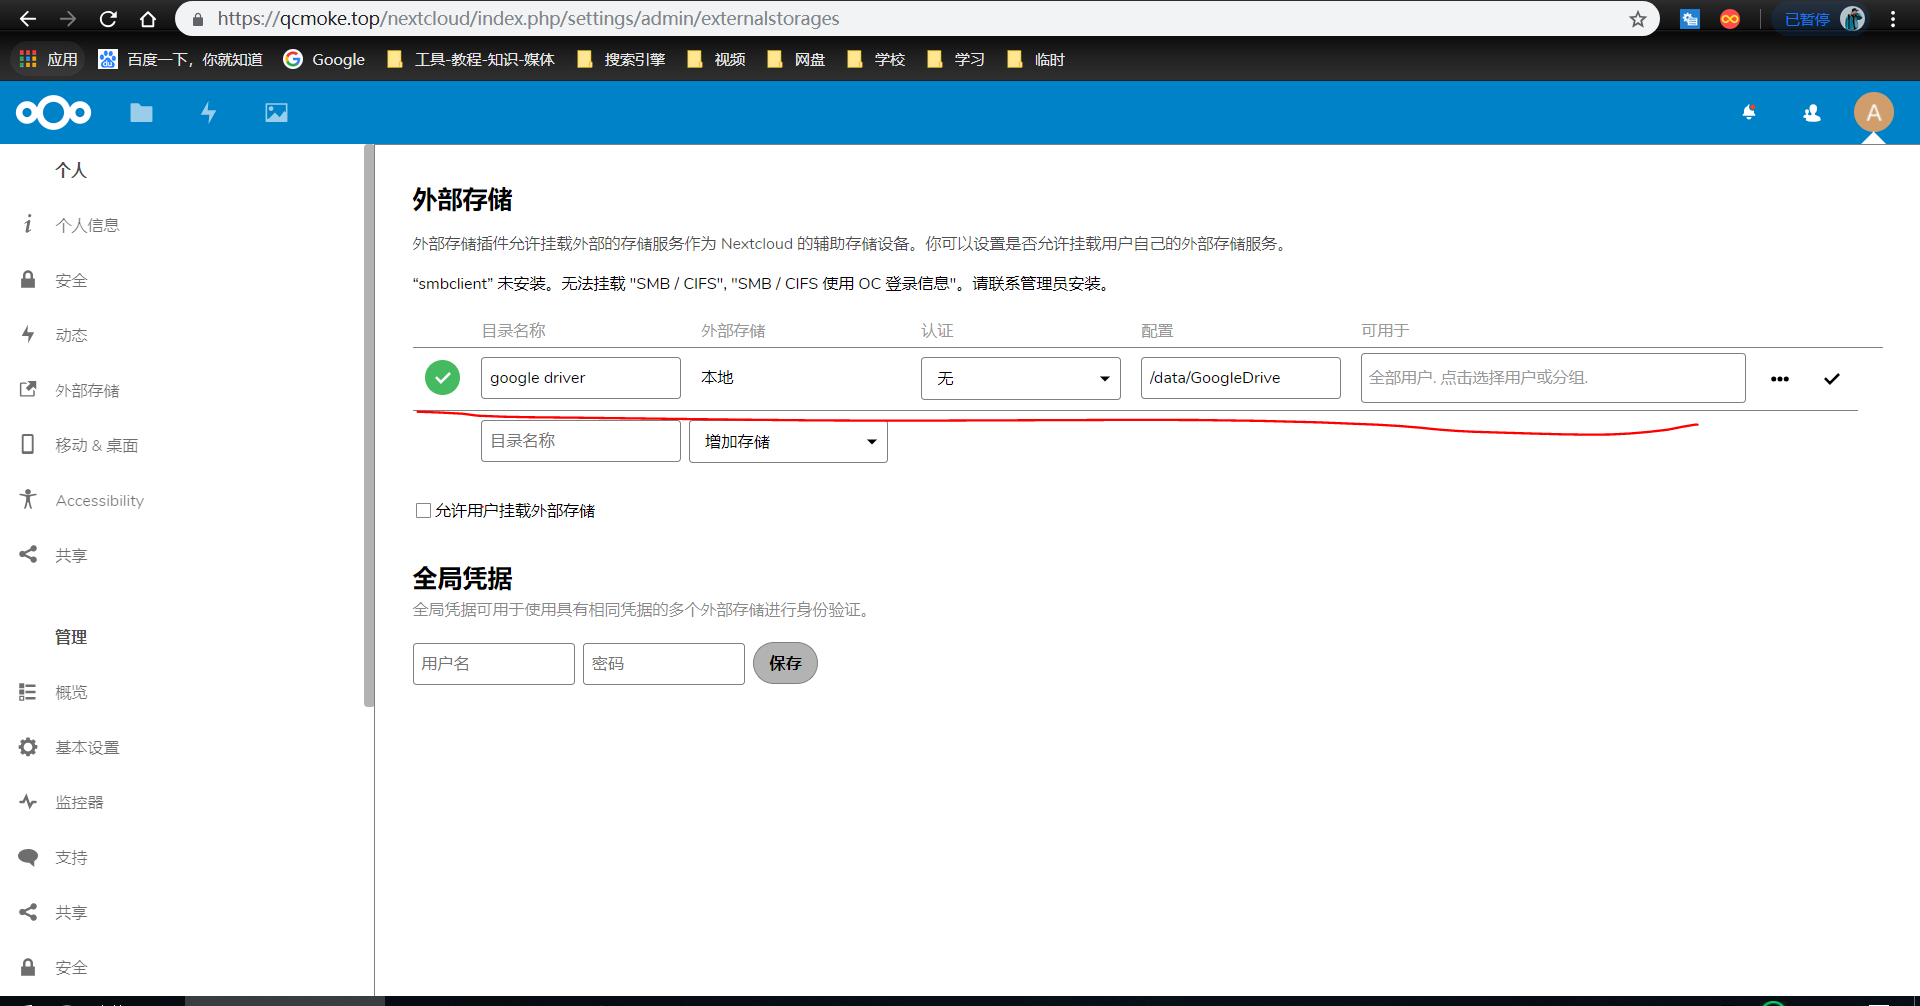 https://qcmoke.top/nextcloud/index.php/settings/admin/externalstorages
已暂停
应用
百度一下，你就知道
Google
工具-教程-知识-媒体
搜索引擎
视频
网盘
学校
学习
临时
A
个人
个人信息
安全
动态
外部存储
移动 & 桌面
Accessibility
共享
管理
概览
基本设置
监控器
支持
共享
安全
外部存储
外部存储插件允许挂载外部的存储服务作为 Nextcloud 的辅助存储设备。你可以设置是否允许挂载用户自己的外部存储服务。
“smbclient” 未安装。无法挂载 "SMB / CIFS", "SMB / CIFS 使用 OC 登录信息"。请联系管理员安装。
目录名称 外部存储 认证 配置 可用于
google driver 本地 无 /data/GoogleDrive 全部用户. 点击选择用户或分组.
目录名称 增加存储
允许用户挂载外部存储
全局凭据
全局凭据可用于使用具有相同凭据的多个外部存储进行身份验证。
用户名 密码 保存